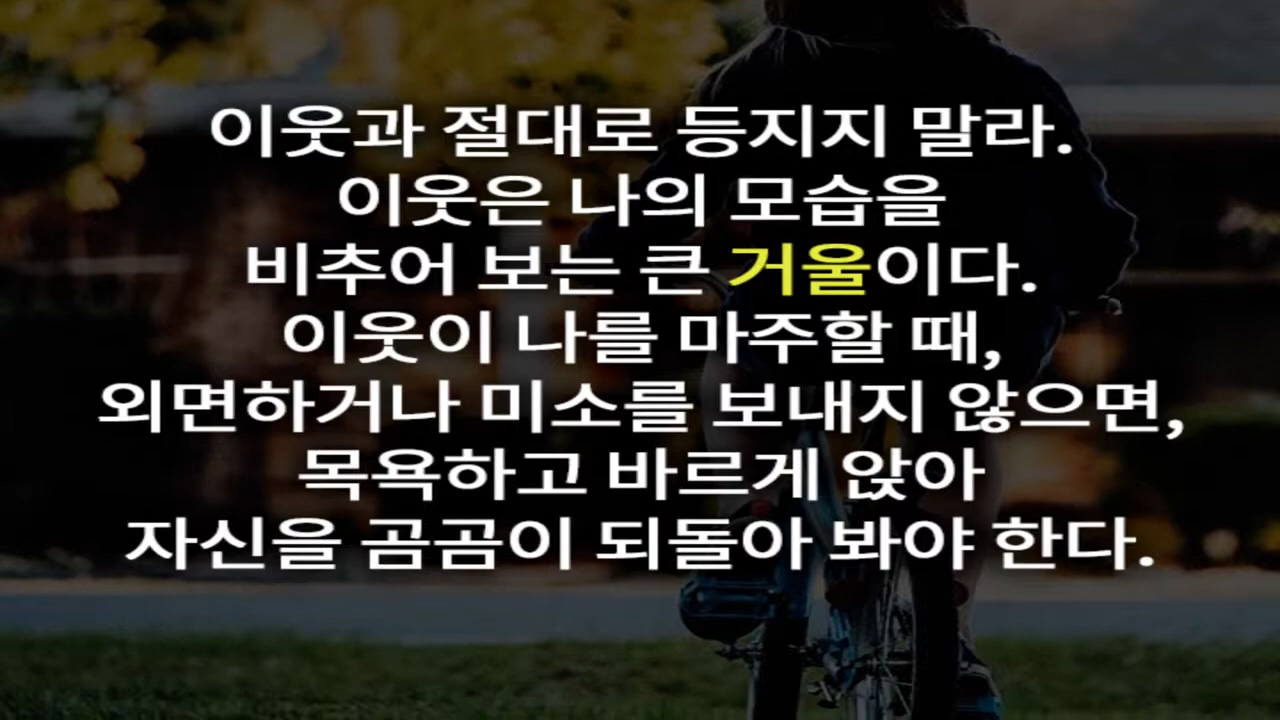 이웃과 절대로 등지지 말라.
이웃은 나의 모습을
비추어 보는 큰 거울이다.
이웃이 나를 마주할 때,
외면하거나 미소를 보내지 않으면,
목욕하고 바르게 앉아
자신을 곰곰이 되돌아 봐야 한다.